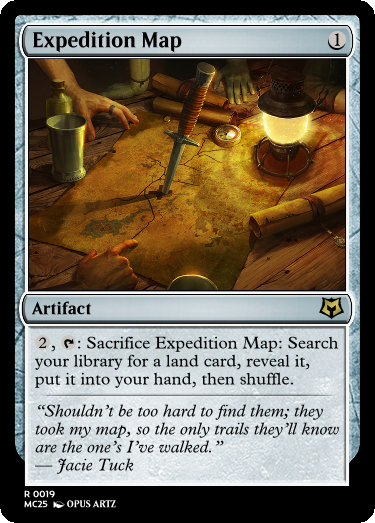 Expedition Map 1
Artifact
2, : Sacrifice Expedition Map: Search
your library for a land card, reveal it,
put it into your hand, then shuffle.
“Shouldn’t be too hard to find them; they
took my map, so the only trails they’ll know
are the one’s I’ve walked.”
— Jacie Tuck
R 0019
MC25 OPUS ARTZ